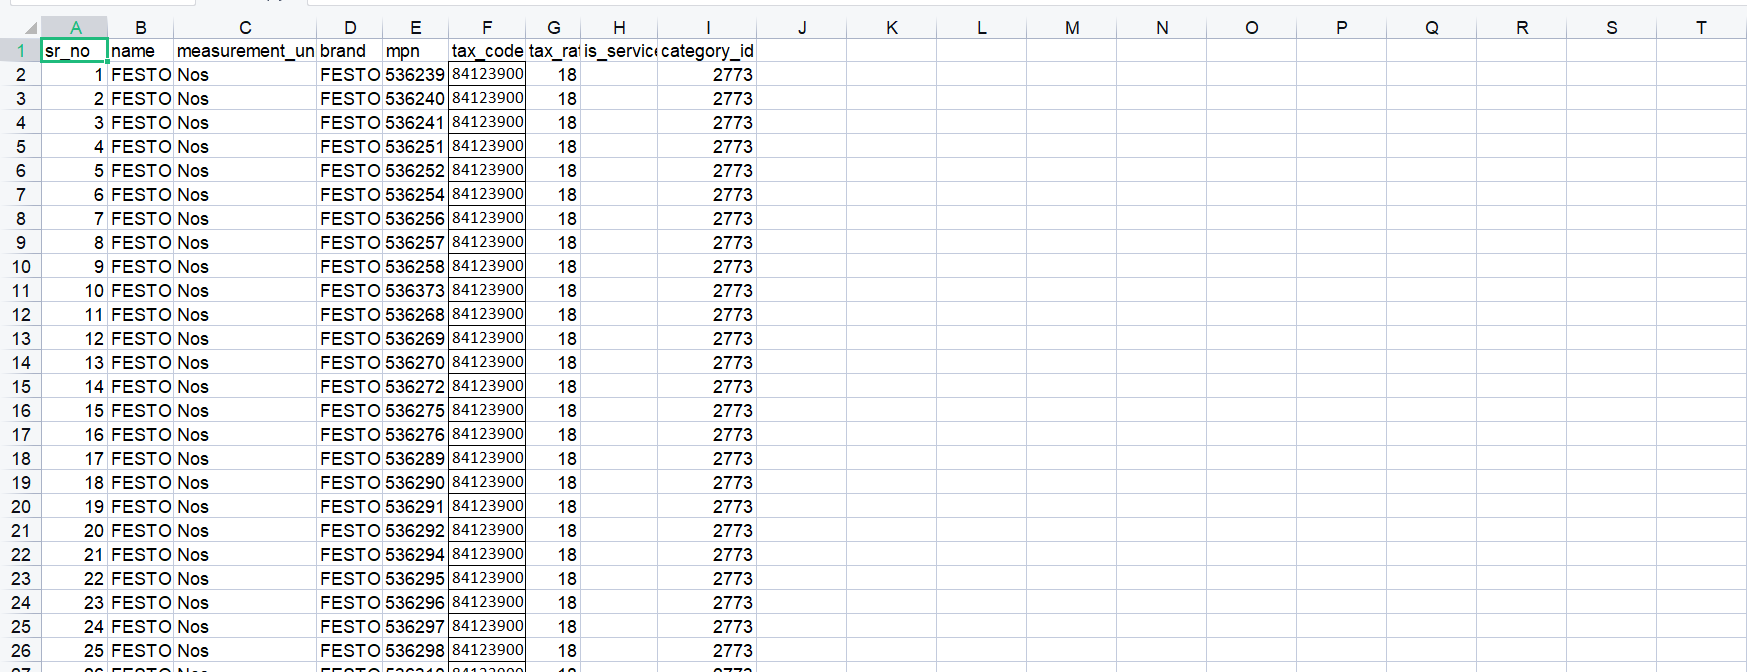 A B C D E F G H I J K L M N O P Q R S T
1 sr_no name measurement_un brand mpn tax_code tax_rat is_service category_id
2 1 FESTO Nos FESTO 536239 84123900 18 2773
3 2 FESTO Nos FESTO 536240 84123900 18 2773
4 3 FESTO Nos FESTO 536241 84123900 18 2773
5 4 FESTO Nos FESTO 536251 84123900 18 2773
6 5 FESTO Nos FESTO 536252 84123900 18 2773
7 6 FESTO Nos FESTO 536254 84123900 18 2773
8 7 FESTO Nos FESTO 536256 84123900 18 2773
9 8 FESTO Nos FESTO 536257 84123900 18 2773
10 9 FESTO Nos FESTO 536258 84123900 18 2773
11 10 FESTO Nos FESTO 536373 84123900 18 2773
12 11 FESTO Nos FESTO 536268 84123900 18 2773
13 12 FESTO Nos FESTO 536269 84123900 18 2773
14 13 FESTO Nos FESTO 536270 84123900 18 2773
15 14 FESTO Nos FESTO 536272 84123900 18 2773
16 15 FESTO Nos FESTO 536275 84123900 18 2773
17 16 FESTO Nos FESTO 536276 84123900 18 2773
18 17 FESTO Nos FESTO 536289 84123900 18 2773
19 18 FESTO Nos FESTO 536290 84123900 18 2773
20 19 FESTO Nos FESTO 536291 84123900 18 2773
21 20 FESTO Nos FESTO 536292 84123900 18 2773
22 21 FESTO Nos FESTO 536294 84123900 18 2773
23 22 FESTO Nos FESTO 536295 84123900 18 2773
24 23 FESTO Nos FESTO 536296 84123900 18 2773
25 24 FESTO Nos FESTO 536297 84123900 18 2773
26 25 FESTO Nos FESTO 536298 84123900 18 2773